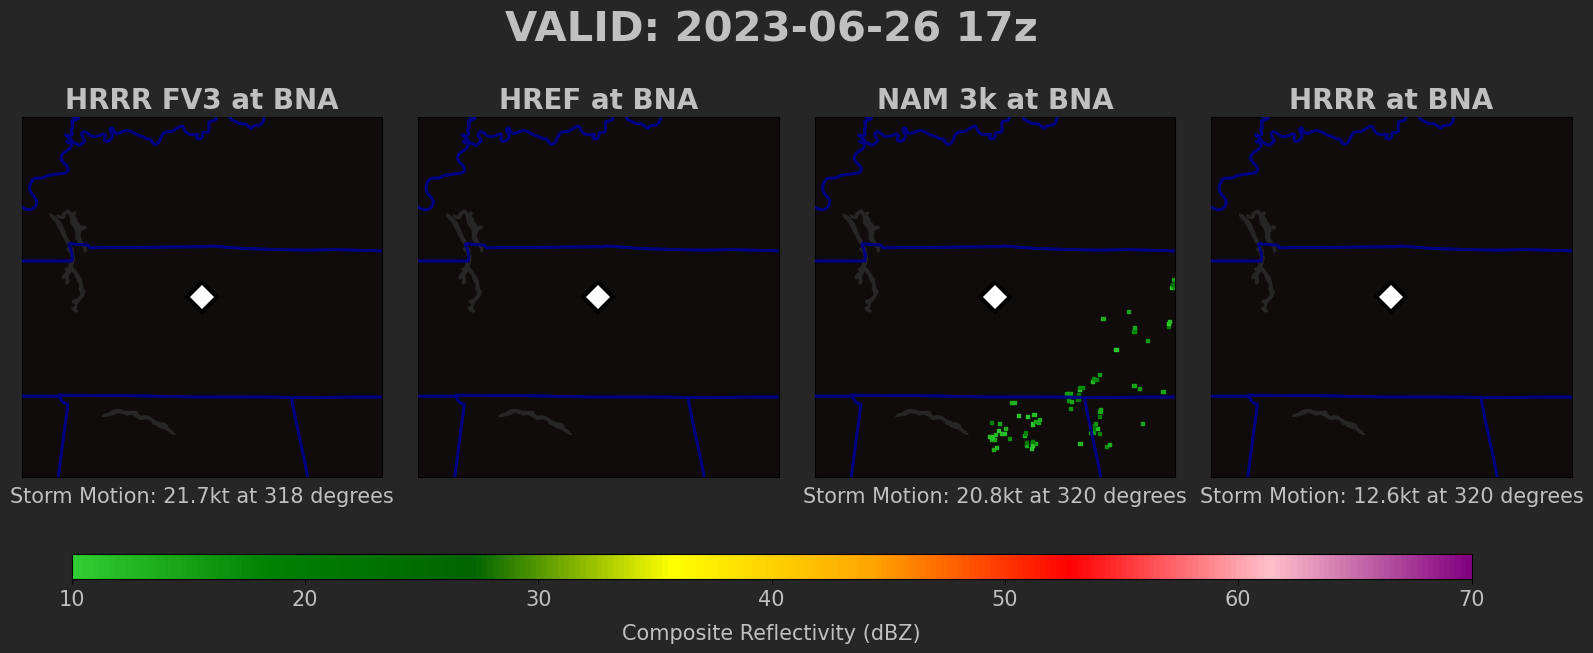 VALID: 2023-06-26 17z
HRRR FV3 at BNA
HREF at BNA
NAM 3k at BNA
HRRR at BNA
Storm Motion: 21.7kt at 318 degrees
Storm Motion: 20.8kt at 320 degrees
Storm Motion: 12.6kt at 320 degrees
10 20 30 40 50 60 70
Composite Reflectivity (dBZ)